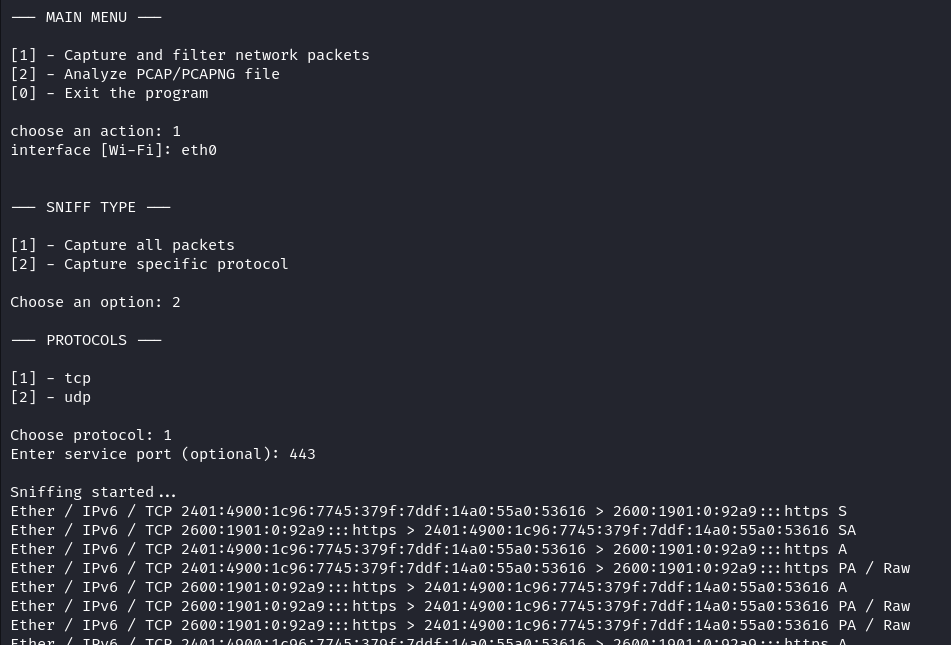 --- MAIN MENU ---
[1] - Capture and filter network packets
[2] - Analyze PCAP/PCAPNG file
[0] - Exit the program
choose an action: 1
interface [Wi-Fi]: eth0
--- SNIFF TYPE ---
[1] - Capture all packets
[2] - Capture specific protocol
Choose an option: 2
--- PROTOCOLS ---
[1] - tcp
[2] - udp
Choose protocol: 1
Enter service port (optional): 443
Sniffing started...
Ether / IPv6 / TCP 2401:4900:1c96:7745:379f:7ddf:14a0:55a0:53616 > 2600:1901:0:92a9:::https S
Ether / IPv6 / TCP 2600:1901:0:92a9:::https > 2401:4900:1c96:7745:379f:7ddf:14a0:55a0:53616 SA
Ether / IPv6 / TCP 2401:4900:1c96:7745:379f:7ddf:14a0:55a0:53616 > 2600:1901:0:92a9:::https A
Ether / IPv6 / TCP 2401:4900:1c96:7745:379f:7ddf:14a0:55a0:53616 > 2600:1901:0:92a9:::https PA / Raw
Ether / IPv6 / TCP 2600:1901:0:92a9:::https > 2401:4900:1c96:7745:379f:7ddf:14a0:55a0:53616 A
Ether / IPv6 / TCP 2600:1901:0:92a9:::https > 2401:4900:1c96:7745:379f:7ddf:14a0:55a0:53616 PA / Raw
Ether / IPv6 / TCP 2600:1901:0:92a9:::https > 2401:4900:1c96:7745:379f:7ddf:14a0:55a0:53616 PA / Raw
Ether / IPv6 / TCP 2401:4900:1c96:7745:379f:7ddf:14a0:55a0:53616 > 2600:1901:0:92a9:::https A